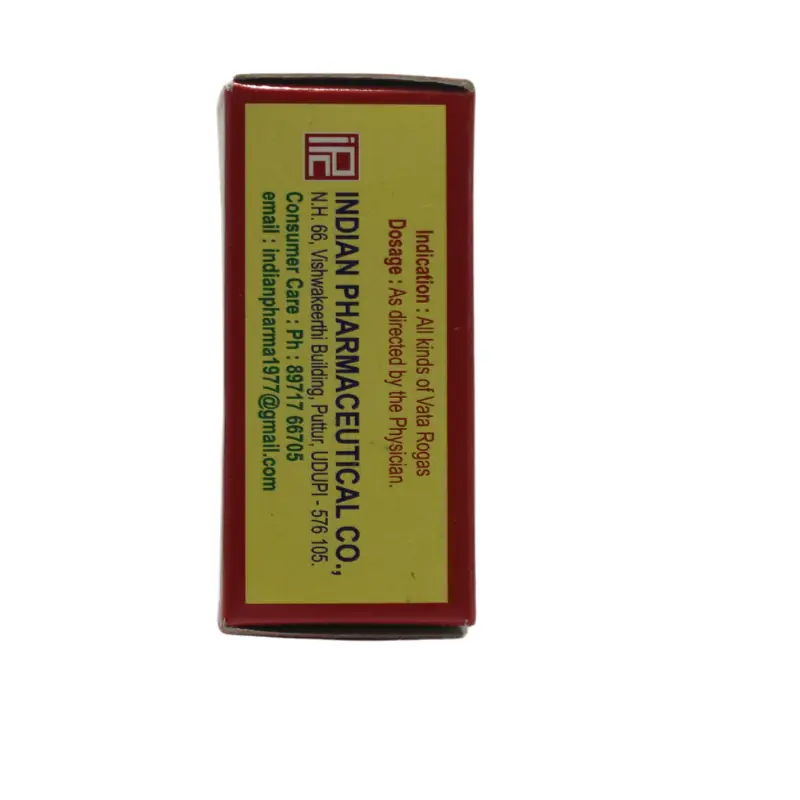 Indication : All kinds of Vata Rogas
Dosage : As directed by the Physician.
IPC
INDIAN PHARMACEUTICAL CO.,
N.H. 66, Vishwakeerthi Building, Puttur, UDUPI - 576 105.
Consumer Care : Ph : 89717 66705
email : indianpharma1977@gmail.com